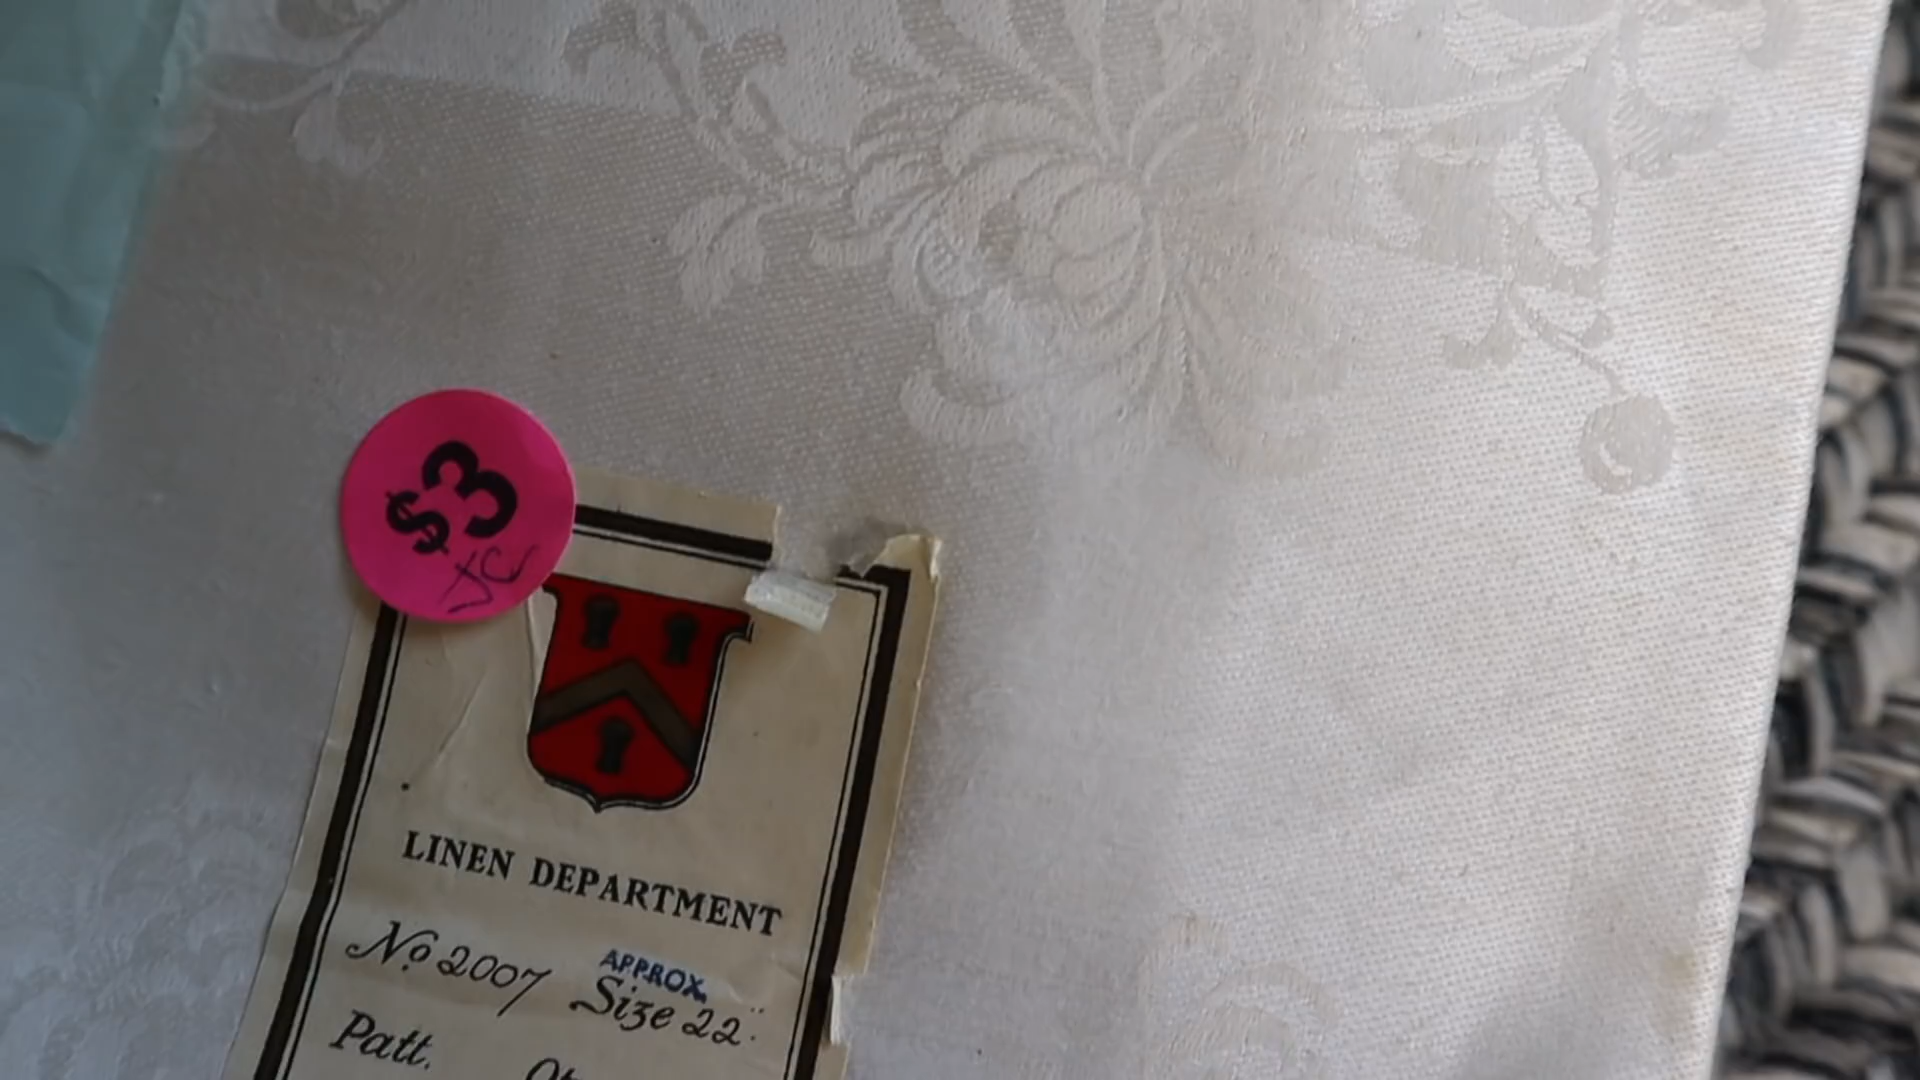 $3
LINEN DEPARTMENT
APPROX.
No. 2007 Size 22"
Patt.